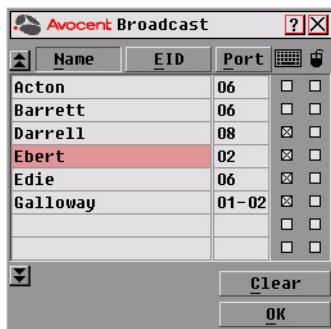 Avocent Broadcast ? X
Name EID Port
Acton 06
Barrett 06
Darrell 08
Ebert 02
Edie 06
Galloway 01-02
Clear
OK